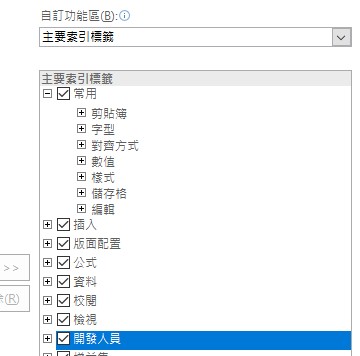 自訂功能區(B):
主要索引標籤
主要索引標籤
常用
剪貼簿
字型
對齊方式
數值
樣式
儲存格
編輯
插入
版面配置
>>
公式
資料
(R)
校閱
檢視
開發人員